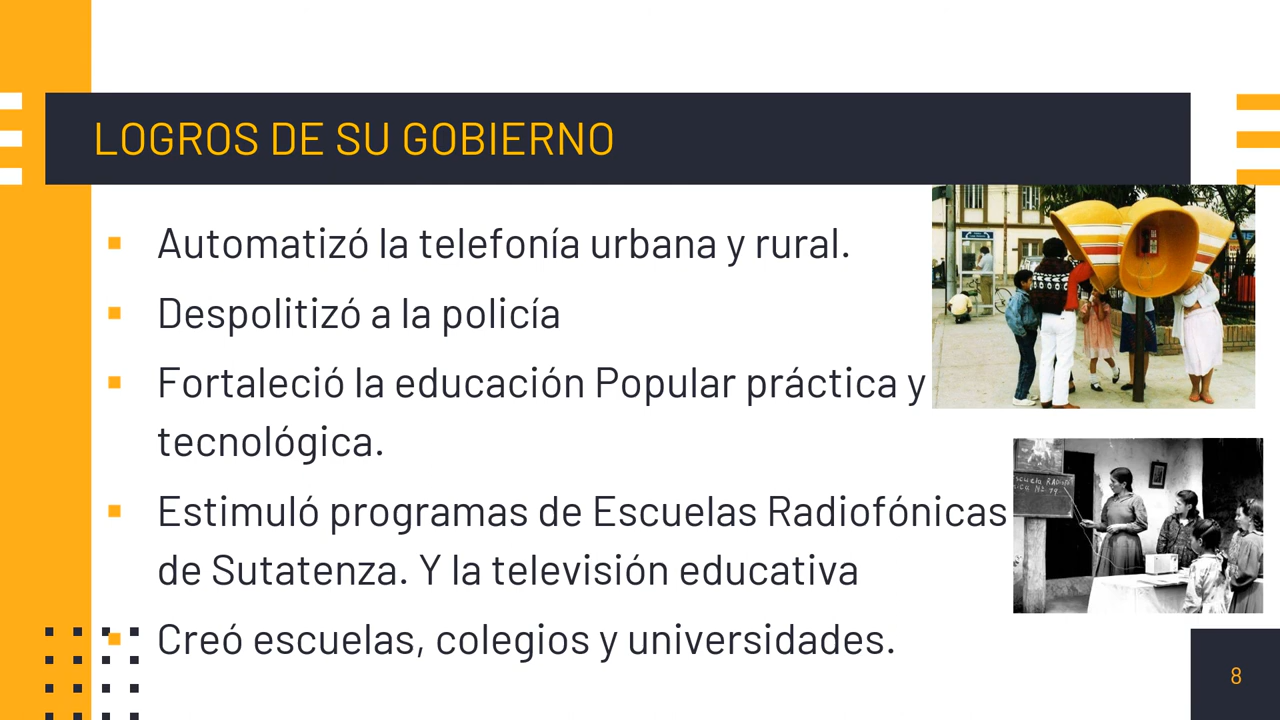 LOGROS DE SU GOBIERNO
Automatizó la telefonía urbana y rural.
Despolitizó a la policía
Fortaleció la educación Popular práctica y
tecnológica.
Estimuló programas de Escuelas Radiofónicas
de Sutatenza. Y la televisión educativa
Creó escuelas, colegios y universidades.
8